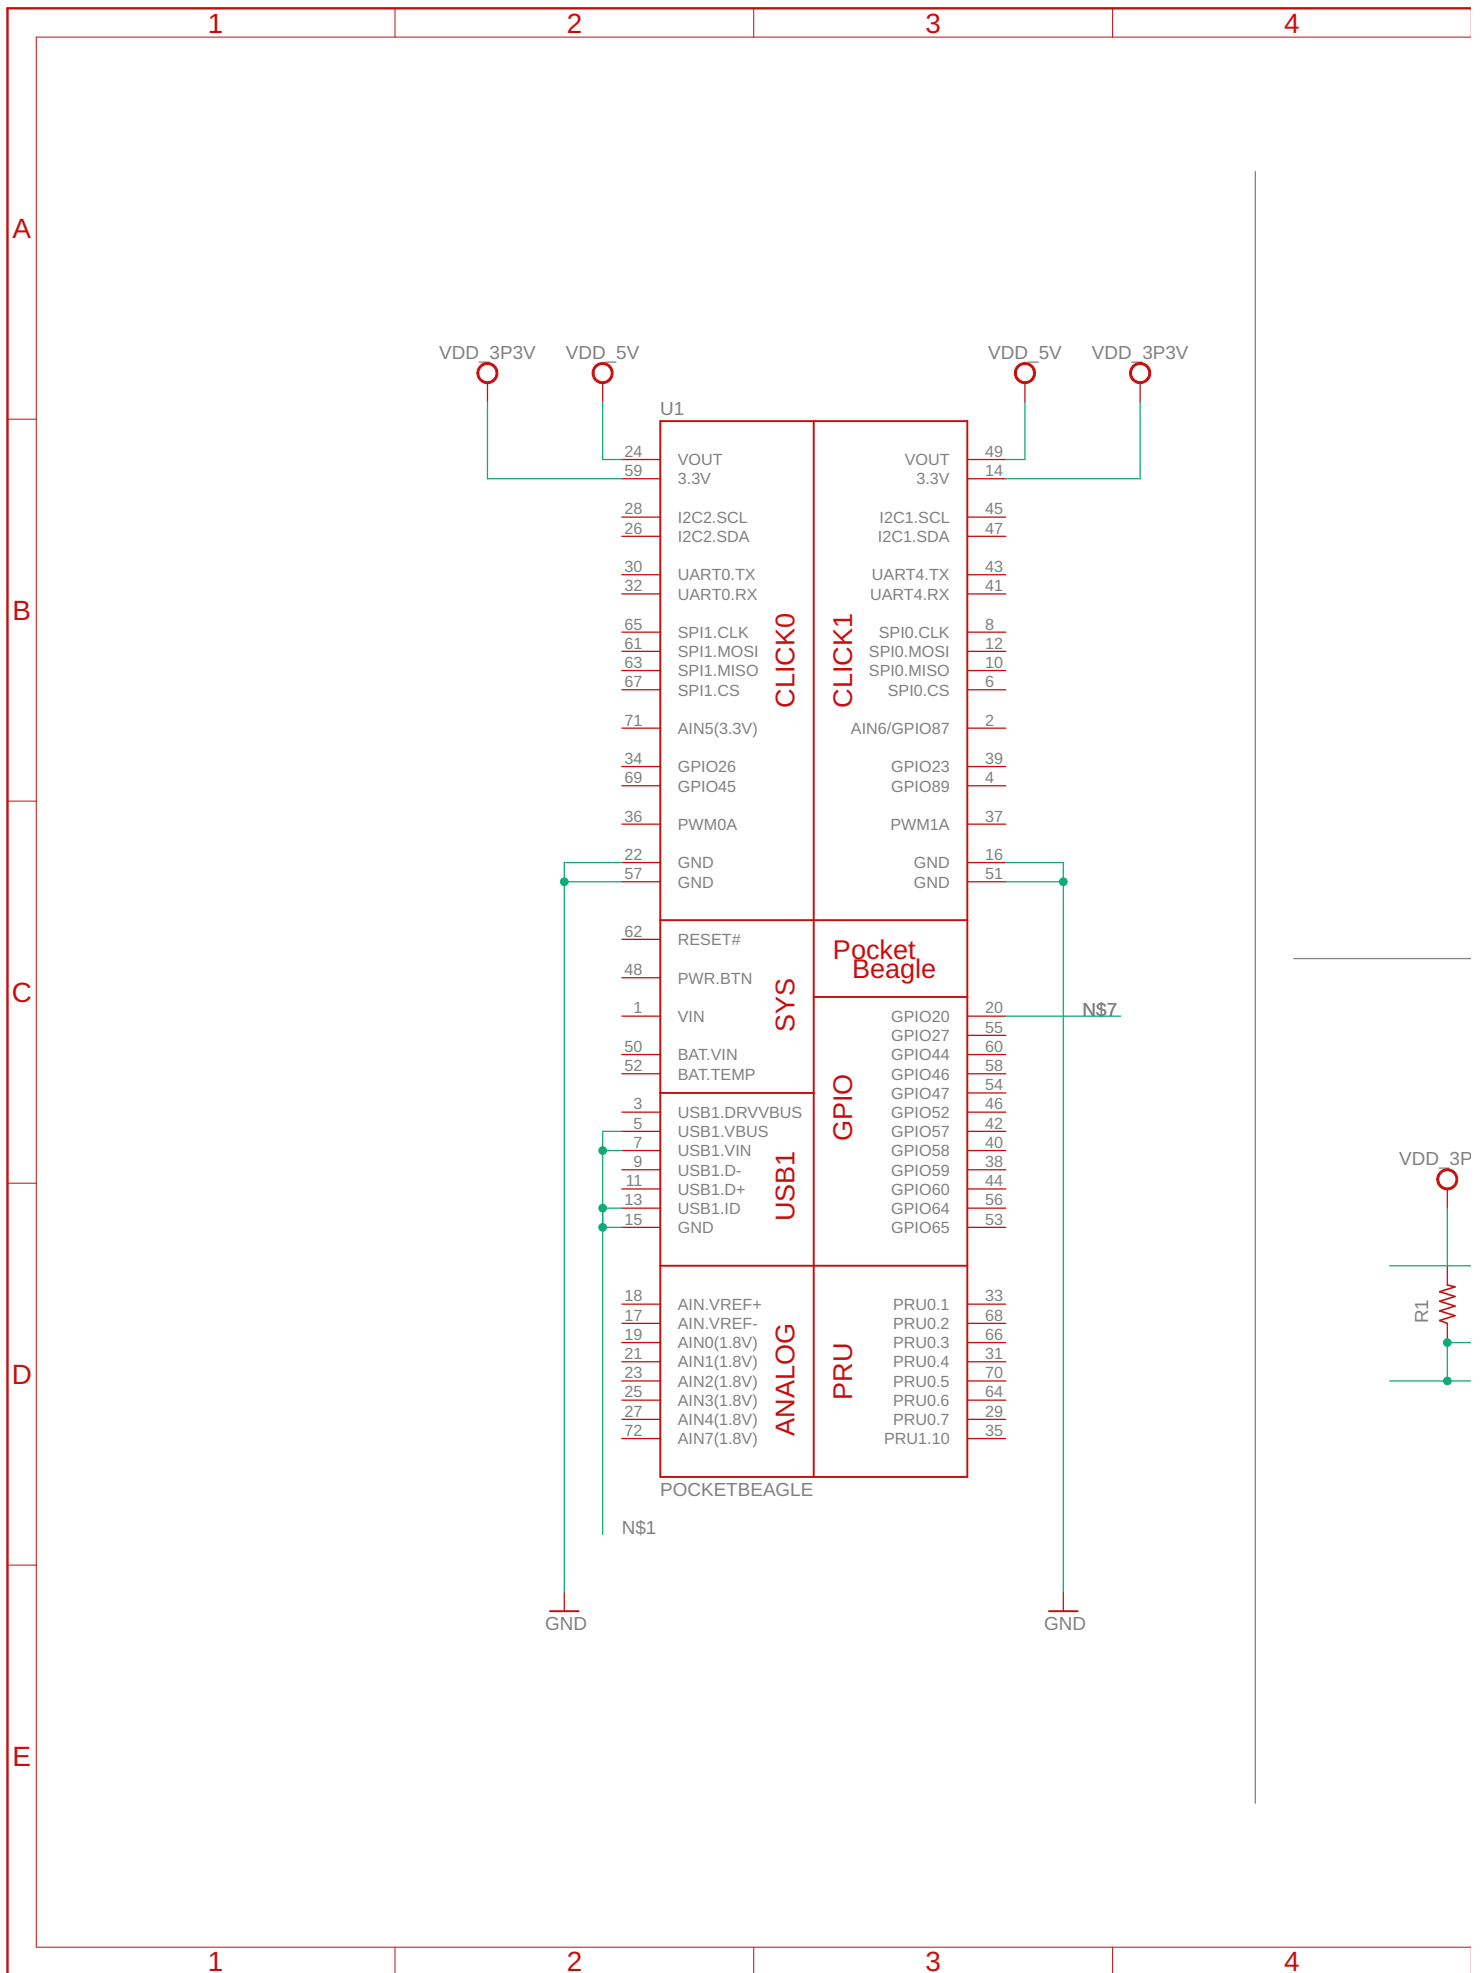 1 2 3 4
A
VDD_3P3V VDD_5V VDD_5V VDD_3P3V
U1
24 VOUT VOUT 49
59 3.3V 3.3V 14
28 I2C2.SCL I2C1.SCL 45
26 I2C2.SDA I2C1.SDA 47
30 UART0.TX UART4.TX 43
32 UART0.RX UART4.RX 41
B
65 SPI1.CLK SPI0.CLK 8
61 SPI1.MOSI SPI0.MOSI 12
63 SPI1.MISO SPI0.MISO 10
67 SPI1.CS SPI0.CS 6
CLICK0 CLICK1
71 AIN5(3.3V) AIN6/GPIO87 2
34 GPIO26 GPIO23 39
69 GPIO45 GPIO89 4
36 PWM0A PWM1A 37
22 GND GND 16
57 GND GND 51
62 RESET#
Pocket
Beagle
48 PWR.BTN
C
SYS
1 VIN GPIO20 20 N$7
GPIO27 55
50 BAT.VIN GPIO44 60
52 BAT.TEMP GPIO46 58
GPIO47 54
3 USB1.DRVVBUS GPIO52 46
GPIO
5 USB1.VBUS GPIO57 42
7 USB1.VIN GPIO58 40
9 USB1.D- GPIO59 38
11 USB1.D+ GPIO60 44
13 USB1.ID GPIO64 56
15 GND GPIO65 53
USB1
VDD_3P
R1
18 AIN.VREF+ PRU0.1 33
17 AIN.VREF- PRU0.2 68
19 AIN0(1.8V) PRU0.3 66
21 AIN1(1.8V) PRU0.4 31
23 AIN2(1.8V) PRU0.5 70
25 AIN3(1.8V) PRU0.6 64
27 AIN4(1.8V) PRU0.7 29
72 AIN7(1.8V) PRU1.10 35
D
ANALOG PRU
POCKETBEAGLE
N$1
GND GND
E
1 2 3 4